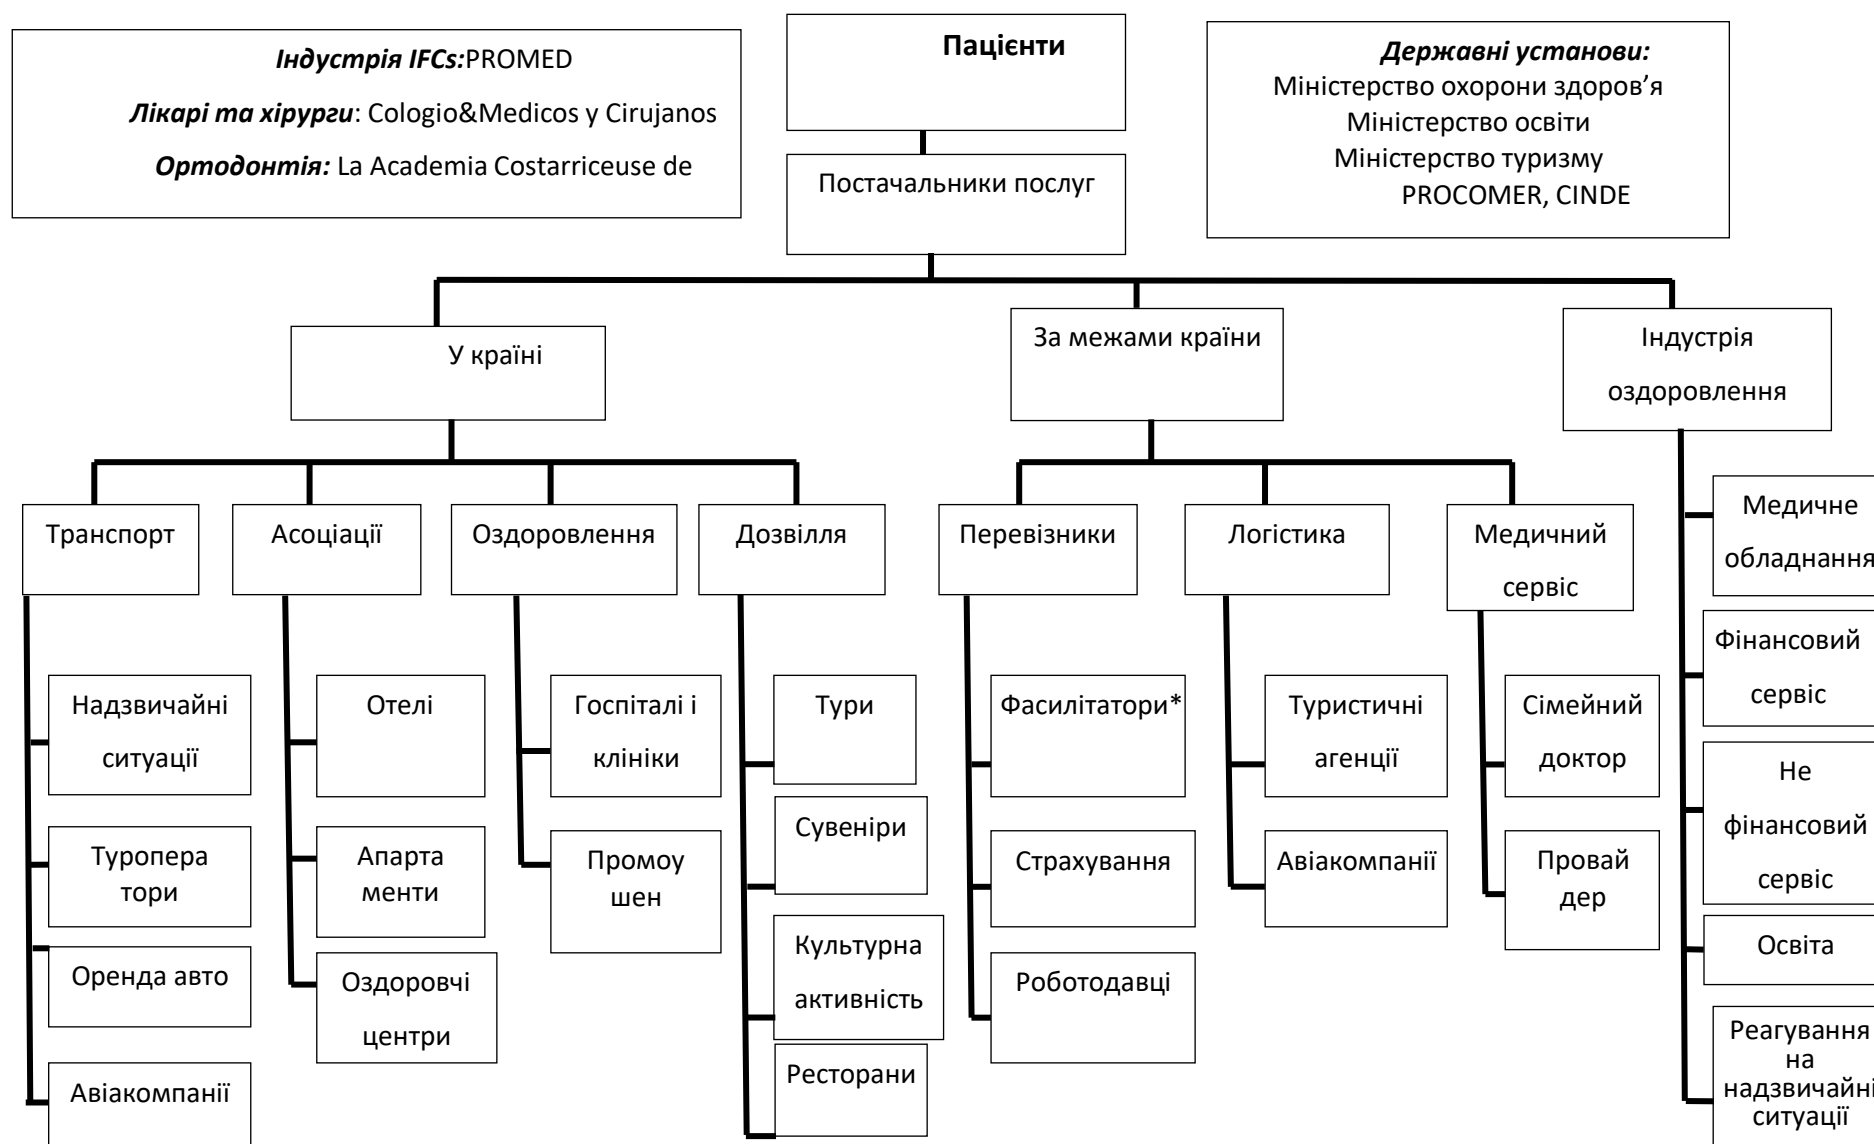 Індустрія IFCs:PROMED
Лікарі та хірурги: Cologio&Medicos y Cirujanos
Ортодонтія: La Academia Costarriceuse de
Пацієнти
Державні установи:
Міністерство охорони здоров’я
Міністерство освіти
Міністерство туризму
PROCOMER, CINDE
Постачальники послуг
У країні
За межами країни
Індустрія
оздоровлення
Транспорт
Надзвичайні
ситуації
Туропера
тори
Оренда авто
Авіакомпанії
Асоціації
Отелі
Апарта
менти
Оздоровчі
центри
Оздоровлення
Госпіталі і
клініки
Промоу
шен
Дозвілля
Тури
Сувеніри
Культурна
активність
Ресторани
Перевізники
Фасилітатори*
Страхування
Роботодавці
Логістика
Туристичні
агенції
Авіакомпанії
Медичний
сервіс
Сімейний
доктор
Провай
дер
Медичне
обладнання
Фінансовий
сервіс
Не
фінансовий
сервіс
Освіта
Реагування
на
надзвичайні
ситуації